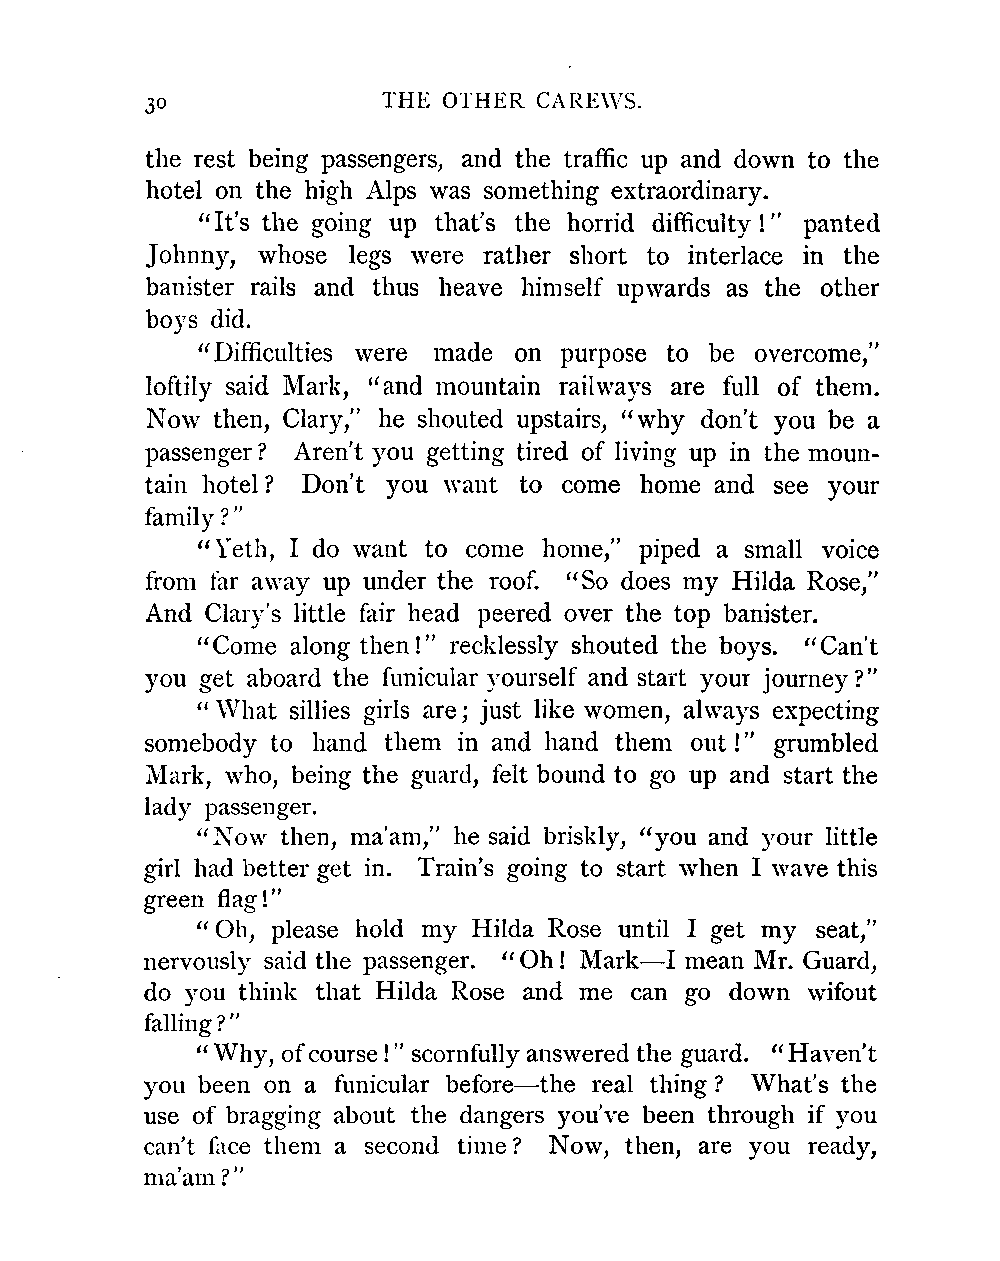 30 THE OTHER CAREWS.
the rest being passengers, and the traffic up and down to the
hotel on the high Alps was something extraordinary.
"It's the going up that's the horrid difficulty!" panted
Johnny, whose legs were rather short to interlace in the
banister rails and thus heave himself upwards as the other
boys did.
"Difficulties were made on purpose to be overcome,"
loftily said Mark, "and mountain railways are full of them.
Now then, Clary," he shouted upstairs, "why don't you be a
passenger? Aren't you getting tired of living up in the moun-
tain hotel? Don't you want to come home and see your
family?"
"Yeth, I do want to come home," piped a small voice
from far away up under the roof. "So does my Hilda Rose,"
And Clary's little fair head peered over the top banister.
"Come along then!" recklessly shouted the boys. "Can't
you get aboard the funicular yourself and start your journey?"
"What sillies girls are; just like women, always expecting
somebody to hand them in and hand them out!" grumbled
Mark, who, being the guard, felt bound to go up and start the
lady passenger.
"Now then, ma'am," he said briskly, "you and your little
girl had better get in. Train's going to start when I wave this
green flag!"
"Oh, please hold my Hilda Rose until I get my seat,"
nervously said the passenger. "Oh! Mark—I mean Mr. Guard,
do you think that Hilda Rose and me can go down wifout
falling?"
"Why, of course!" scornfully answered the guard. "Haven't
you been on a funicular before—the real thing? What's the
use of bragging about the dangers you've been through if you
can't face them a second time? Now, then, are you ready,
ma'am?"